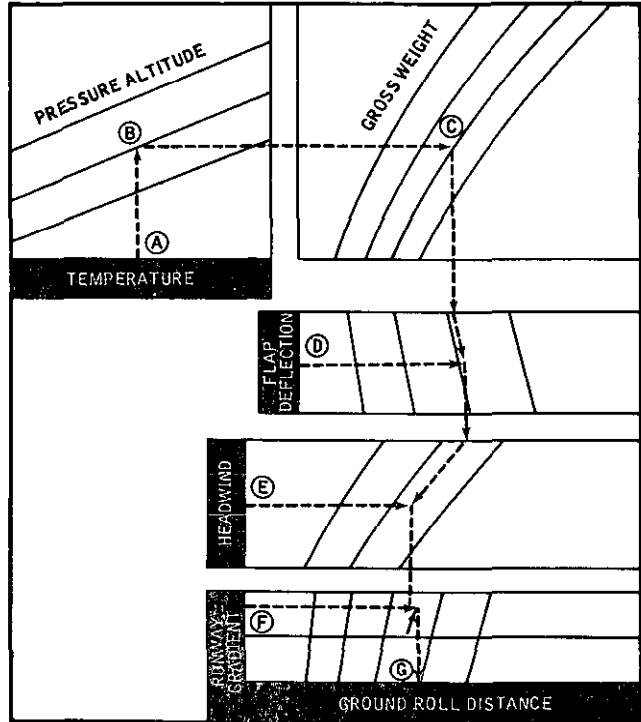 PRESSURE ALTITUDE
GROSS WEIGHT
B
C
A
TEMPERATURE
FLAP
DEFLECTION
D
HEADWIND
E
RUNWAY
GRADIENT
F
G
GROUND ROLL DISTANCE